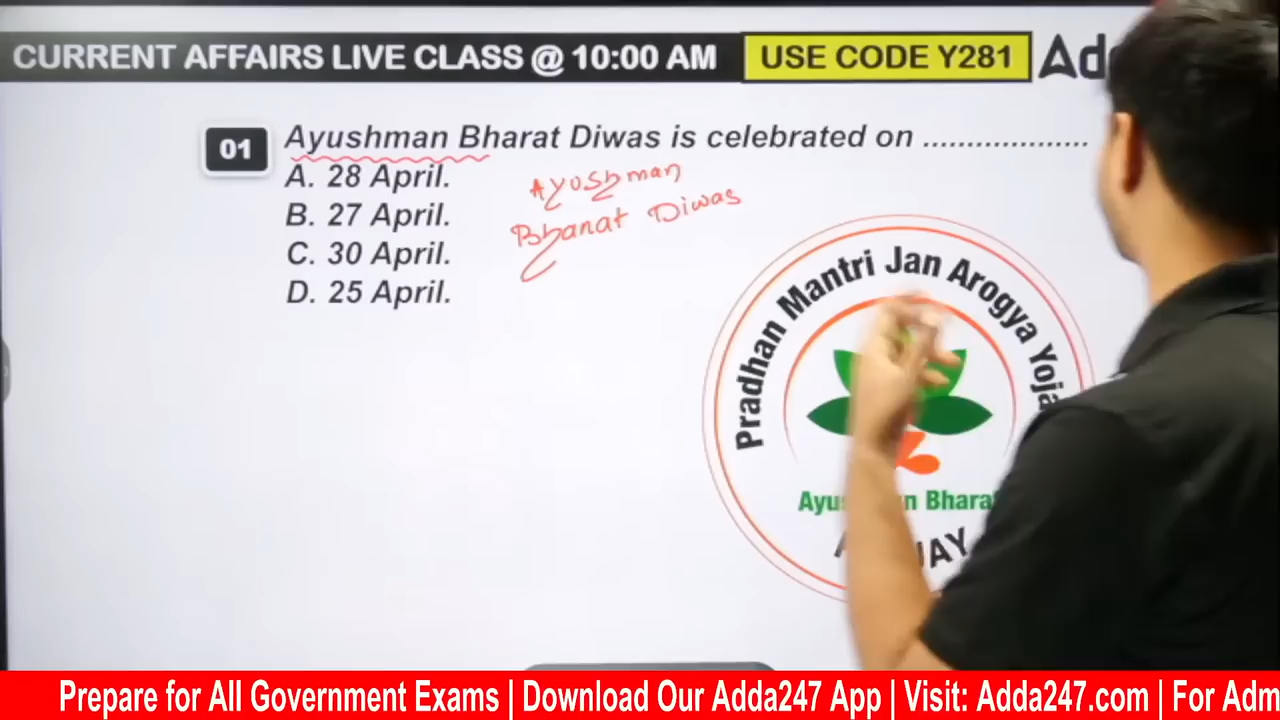 CURRENT AFFAIRS LIVE CLASS @ 10:00 AM
USE CODE Y281
01
Ayushman Bharat Diwas is celebrated on ...................
A. 28 April.
B. 27 April.
C. 30 April.
D. 25 April.
Ayushman
Bharat Diwas
Pradhan Mantri Jan Arogya
Prepare for All Government Exams | Download Our Adda247 App | Visit: Adda247.com | For